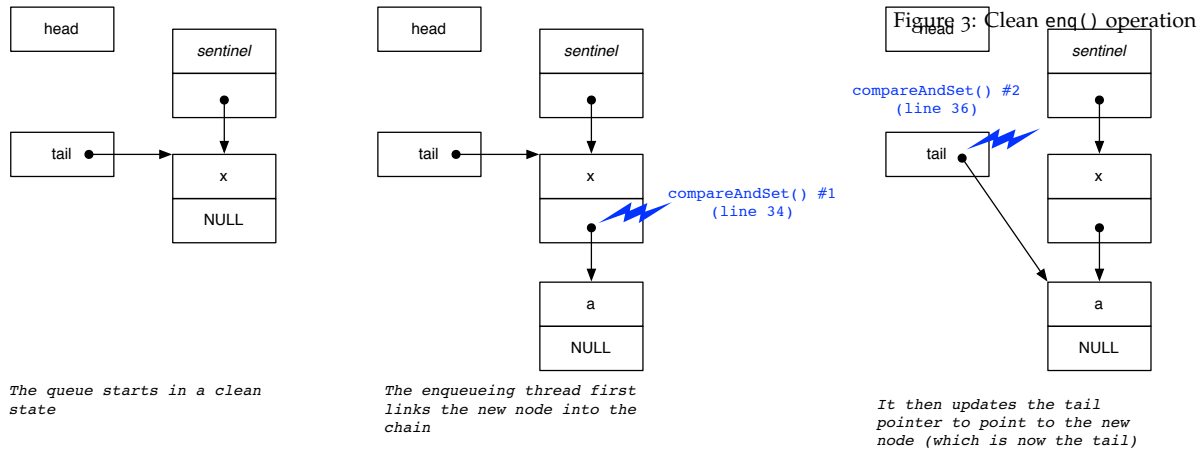 head
sentinel
tail
x
NULL
The queue starts in a clean
state
head
sentinel
tail
x
compareAndSet() #1
(line 34)
a
NULL
The enqueueing thread first
links the new node into the
chain
Figure 3: Clean enq() operation
head
sentinel
compareAndSet() #2
(line 36)
tail
x
a
NULL
It then updates the tail
pointer to point to the new
node (which is now the tail)